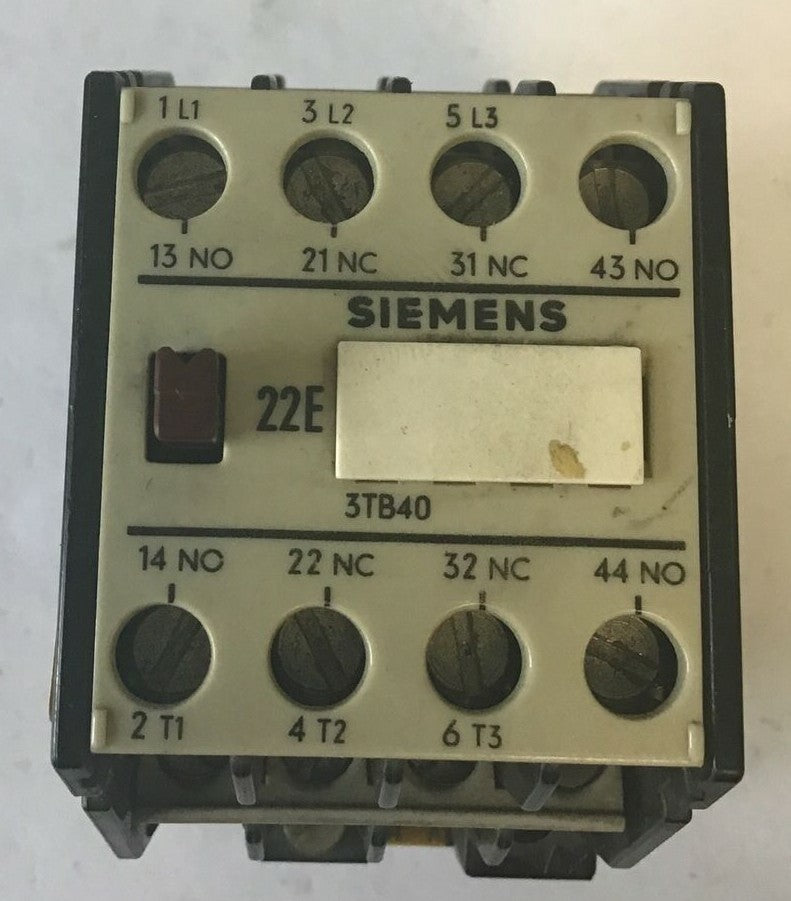 1 L1 3 L2 5 L3
13 NO 21 NC 31 NC 43 NO
SIEMENS
22E
3TB40
14 NO 22 NC 32 NC 44 NO
2 T1 4 T2 6 T3